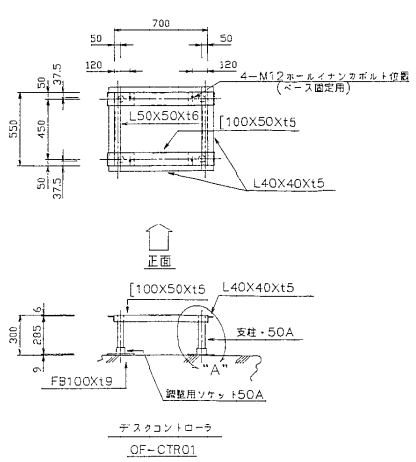 700
50
50
120
120
50
37.5
550
450
50
37.5
4-M12ホールインアンカボルト位置
(ベース固定用)
L50X50Xt6
[100X50Xt5
L40X40Xt5
正面
[100X50Xt5
L40X40Xt5
6
300
285
9
支柱・50A
"A"
FB100Xt9
調整用ソケット50A
デスクコントローラ
OF-CTR01